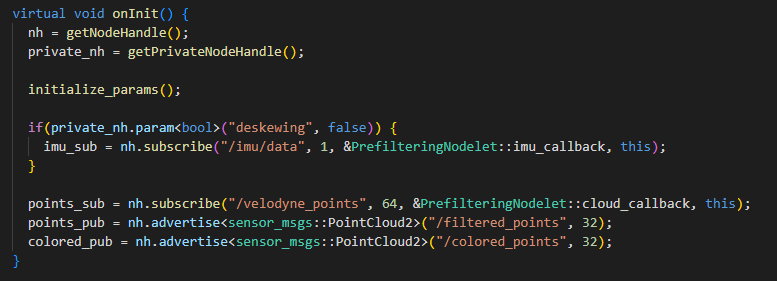 virtual void onInit() {
  nh = getNodeHandle();
  private_nh = getPrivateNodeHandle();

  initialize_params();

  if(private_nh.param<bool>("deskewing", false)) {
    imu_sub = nh.subscribe("/imu/data", 1, &PrefilteringNodelet::imu_callback, this);
  }

  points_sub = nh.subscribe("/velodyne_points", 64, &PrefilteringNodelet::cloud_callback, this);
  points_pub = nh.advertise<sensor_msgs::PointCloud2>("/filtered_points", 32);
  colored_pub = nh.advertise<sensor_msgs::PointCloud2>("/colored_points", 32);
}